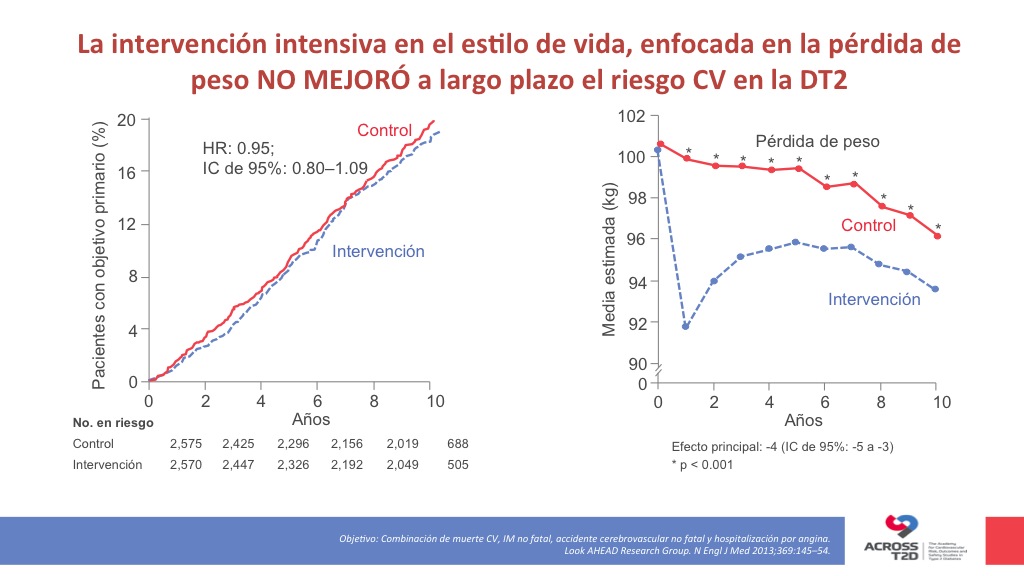 La intervención intensiva en el estilo de vida, enfocada en la pérdida de
peso NO MEJORÓ a largo plazo el riesgo CV en la DT2
Pacientes con objetivo primario (%)
20
16
12
8
4
0
HR: 0.95;
IC de 95%: 0.80–1.09
Control
Intervención
0 2 4 6 8 10
Años
No. en riesgo
Control 2,575 2,425 2,296 2,156 2,019 688
Intervención 2,570 2,447 2,326 2,192 2,049 505
Media estimada (kg)
102
100
98
96
94
92
90
0
Pérdida de peso
* * * * * * * * * *
Control
Intervención
0 2 4 6 8 10
Años
Efecto principal: -4 (IC de 95%: -5 a -3)
* p < 0.001
Objetivo: Combinación de muerte CV, IM no fatal, accidente cerebrovascular no fatal y hospitalización por angina.
Look AHEAD Research Group. N Engl J Med 2013;369:145–54.
ACROSS
T2D
The Academy
for Cardiovascular
Risk, Outcomes and
Safety Studies in
Type 2 Diabetes